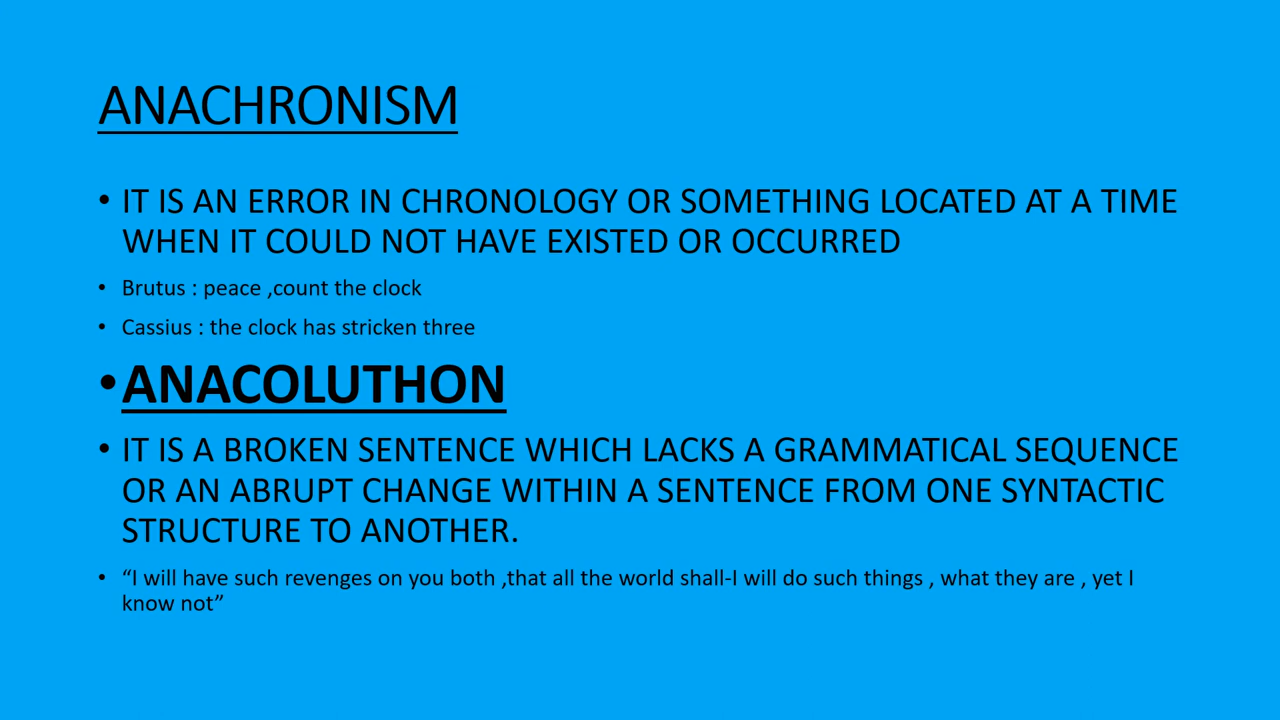 ANACHRONISM
• IT IS AN ERROR IN CHRONOLOGY OR SOMETHING LOCATED AT A TIME
WHEN IT COULD NOT HAVE EXISTED OR OCCURRED
• Brutus : peace ,count the clock
• Cassius : the clock has stricken three
•ANACOLUTHON
• IT IS A BROKEN SENTENCE WHICH LACKS A GRAMMATICAL SEQUENCE
OR AN ABRUPT CHANGE WITHIN A SENTENCE FROM ONE SYNTACTIC
STRUCTURE TO ANOTHER.
• “I will have such revenges on you both ,that all the world shall-I will do such things , what they are , yet I
know not”